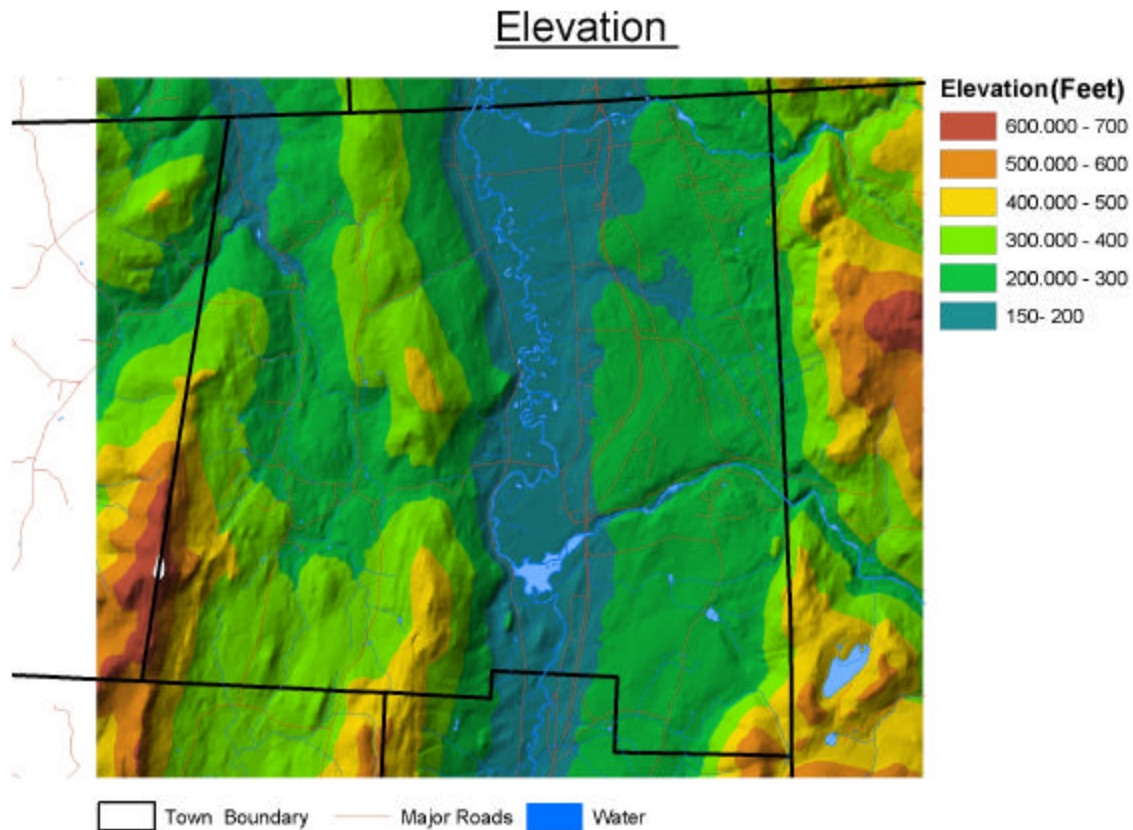 Elevation
Elevation (Feet)
600.000 - 700
500.000 - 600
400.000 - 500
300.000 - 400
200.000 - 300
150- 200
Town Boundary
Major Roads
Water